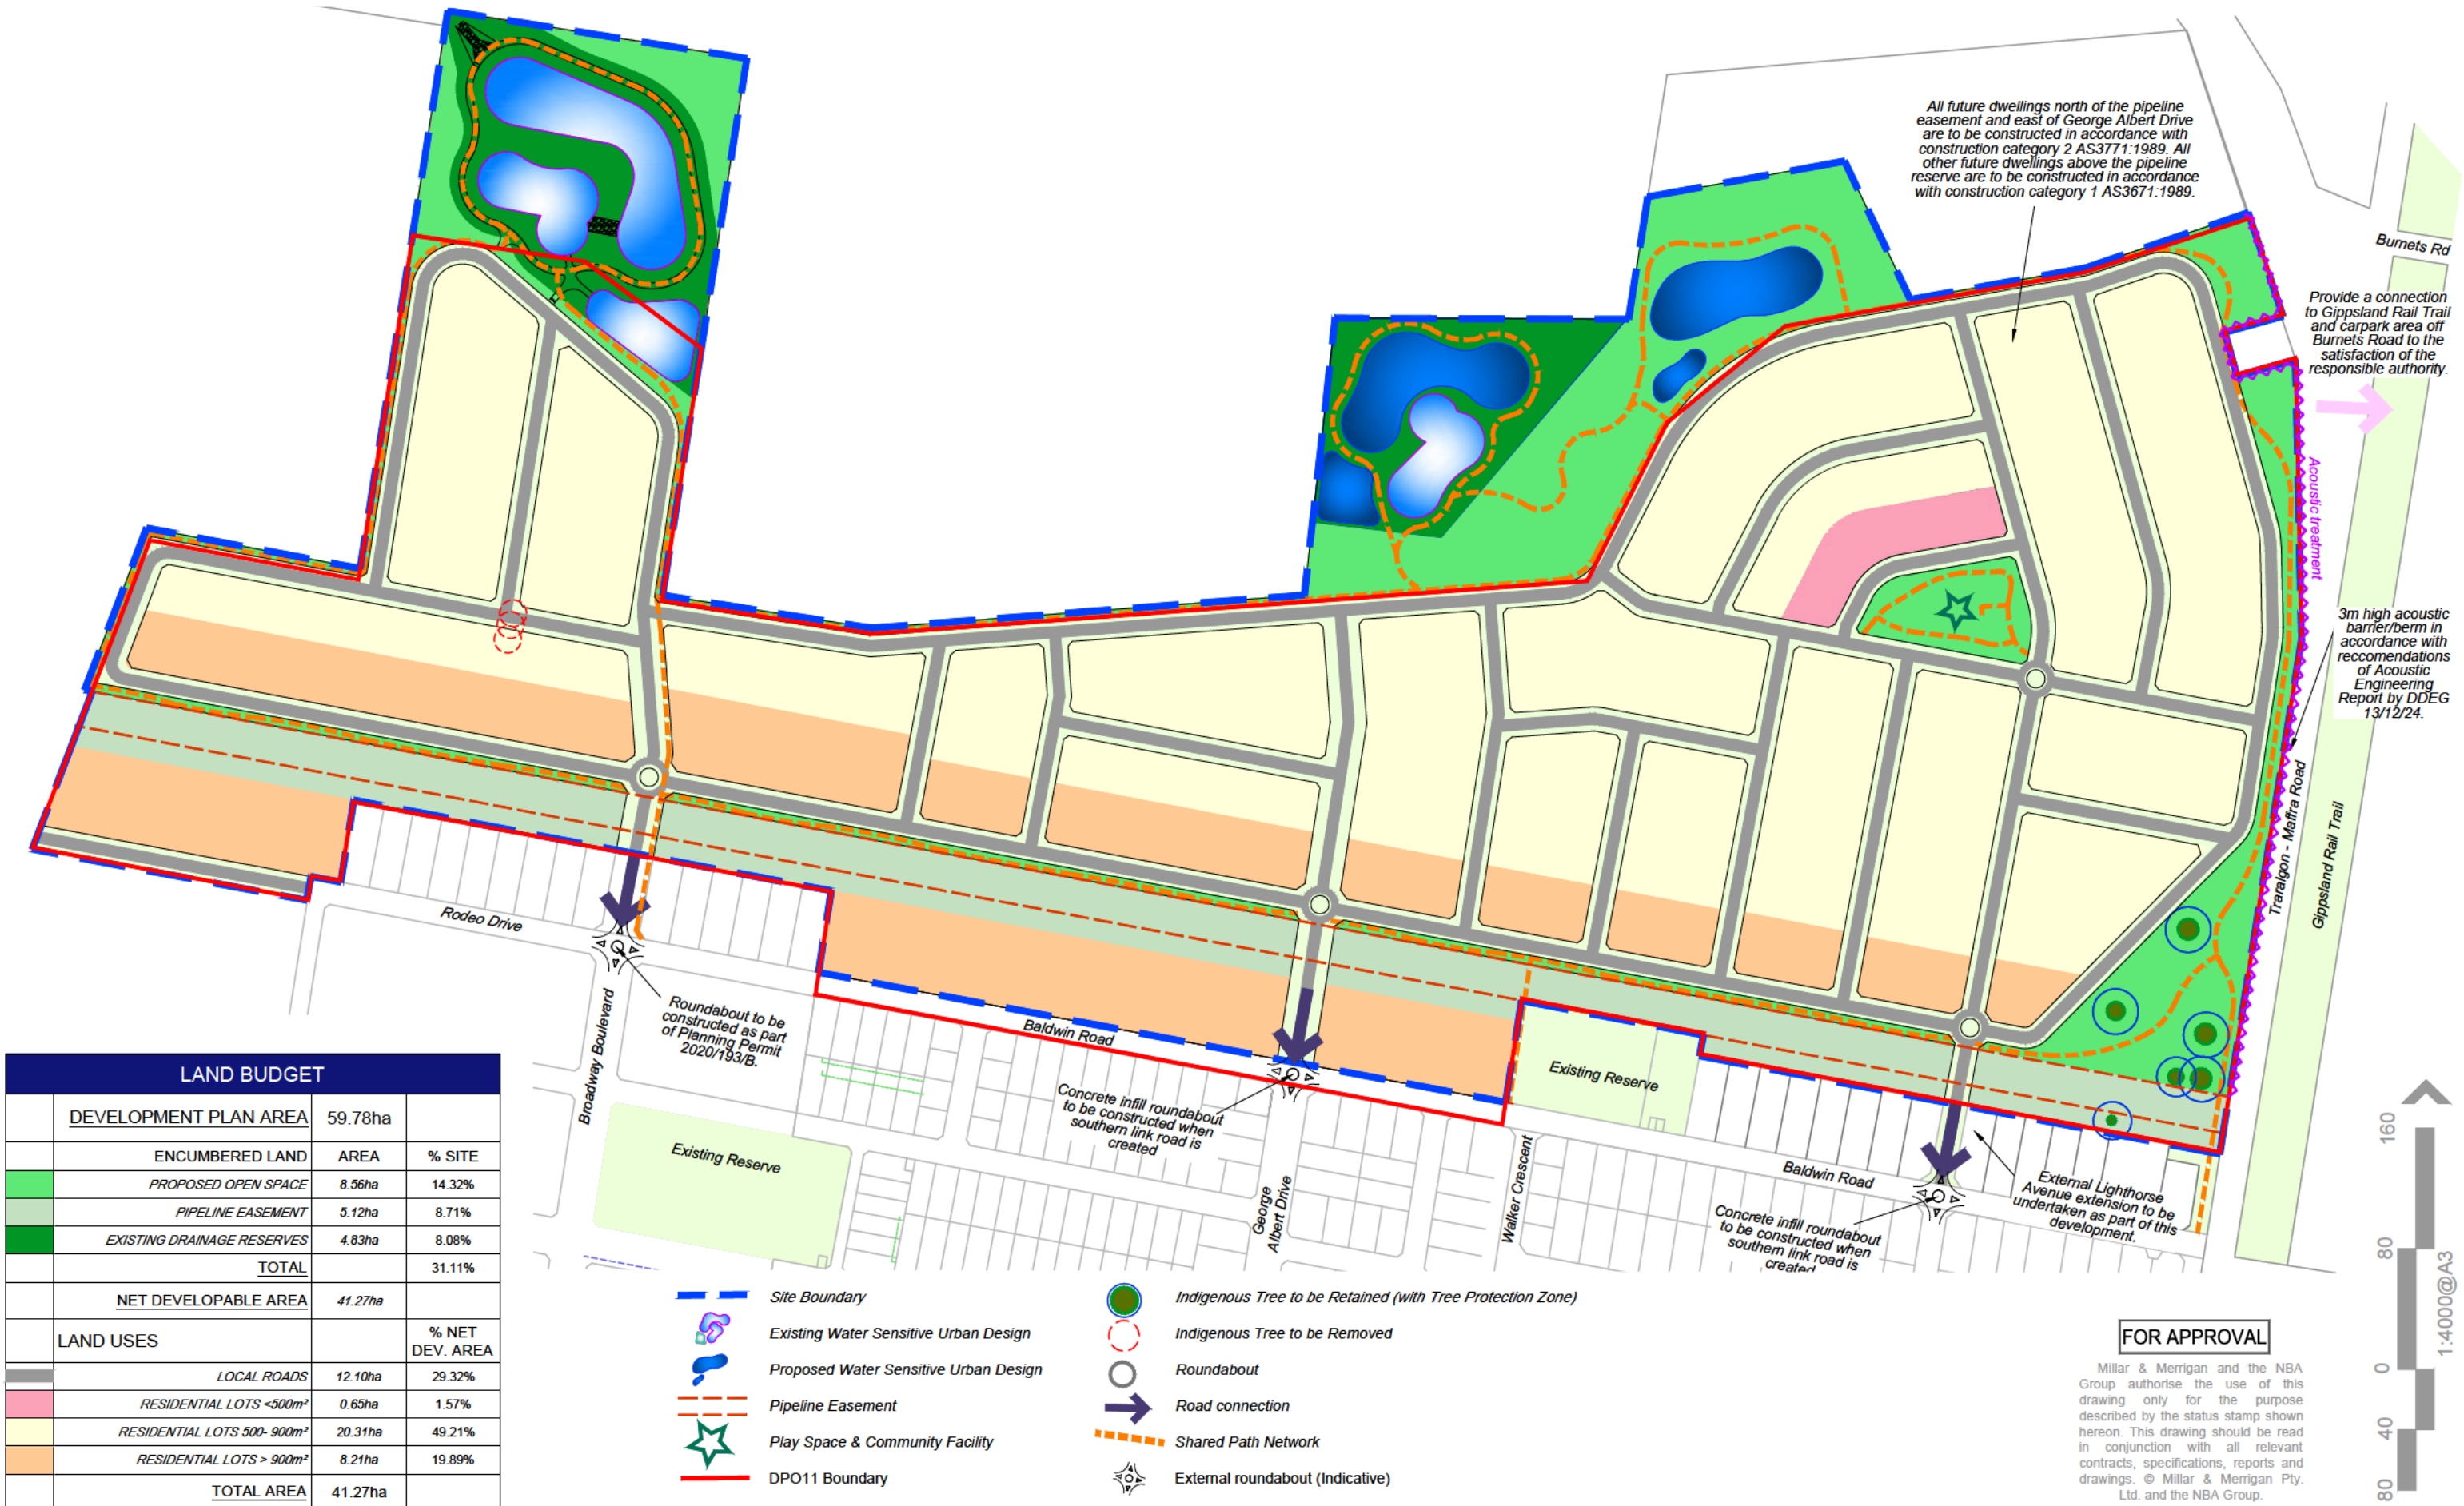 All future dwellings north of the pipeline
easement and east of George Albert Drive
are to be constructed in accordance with
construction category 2 AS3771:1989. All
other future dwellings above the pipeline
reserve are to be constructed in accordance
with construction category 1 AS3671:1989.
Burnets Rd
Provide a connection
to Gippsland Rail Trail
and carpark area off
Burnets Road to the
satisfaction of the
responsible authority.
Acoustic treatment
3m high acoustic
barrier/berm in
accordance with
reccomendations
of Acoustic
Engineering
Report by DDEG
13/12/24.
Traralgon - Maffra Road
Gippsland Rail Trail
Rodeo Drive
Broadway Boulevard
Roundabout to be
constructed as part
of Planning Permit
2020/193/B.
Baldwin Road
Existing Reserve
Concrete infill roundabout
to be constructed when
southern link road is
created
Existing Reserve
George
Albert Drive
Walker Crescent
Baldwin Road
Concrete infill roundabout
to be constructed when
southern link road is
created
External Lighthorse
Avenue extension to be
undertaken as part of this
development.
LAND BUDGET
DEVELOPMENT PLAN AREA 59.78ha
ENCUMBERED LAND AREA % SITE
PROPOSED OPEN SPACE 8.56ha 14.32%
PIPELINE EASEMENT 5.12ha 8.71%
EXISTING DRAINAGE RESERVES 4.83ha 8.08%
TOTAL 31.11%
NET DEVELOPABLE AREA 41.27ha
LAND USES % NET
DEV. AREA
LOCAL ROADS 12.10ha 29.32%
RESIDENTIAL LOTS <500m² 0.65ha 1.57%
RESIDENTIAL LOTS 500- 900m² 20.31ha 49.21%
RESIDENTIAL LOTS > 900m² 8.21ha 19.89%
TOTAL AREA 41.27ha
Site Boundary
Existing Water Sensitive Urban Design
Proposed Water Sensitive Urban Design
Pipeline Easement
Play Space & Community Facility
DPO11 Boundary
Indigenous Tree to be Retained (with Tree Protection Zone)
Indigenous Tree to be Removed
Roundabout
Road connection
Shared Path Network
External roundabout (Indicative)
FOR APPROVAL
Millar & Merrigan and the NBA
Group authorise the use of this
drawing only for the purpose
described by the status stamp shown
hereon. This drawing should be read
in conjunction with all relevant
contracts, specifications, reports and
drawings. © Millar & Merrigan Pty.
Ltd. and the NBA Group.
160
80
0
40
80
1:4000@A3